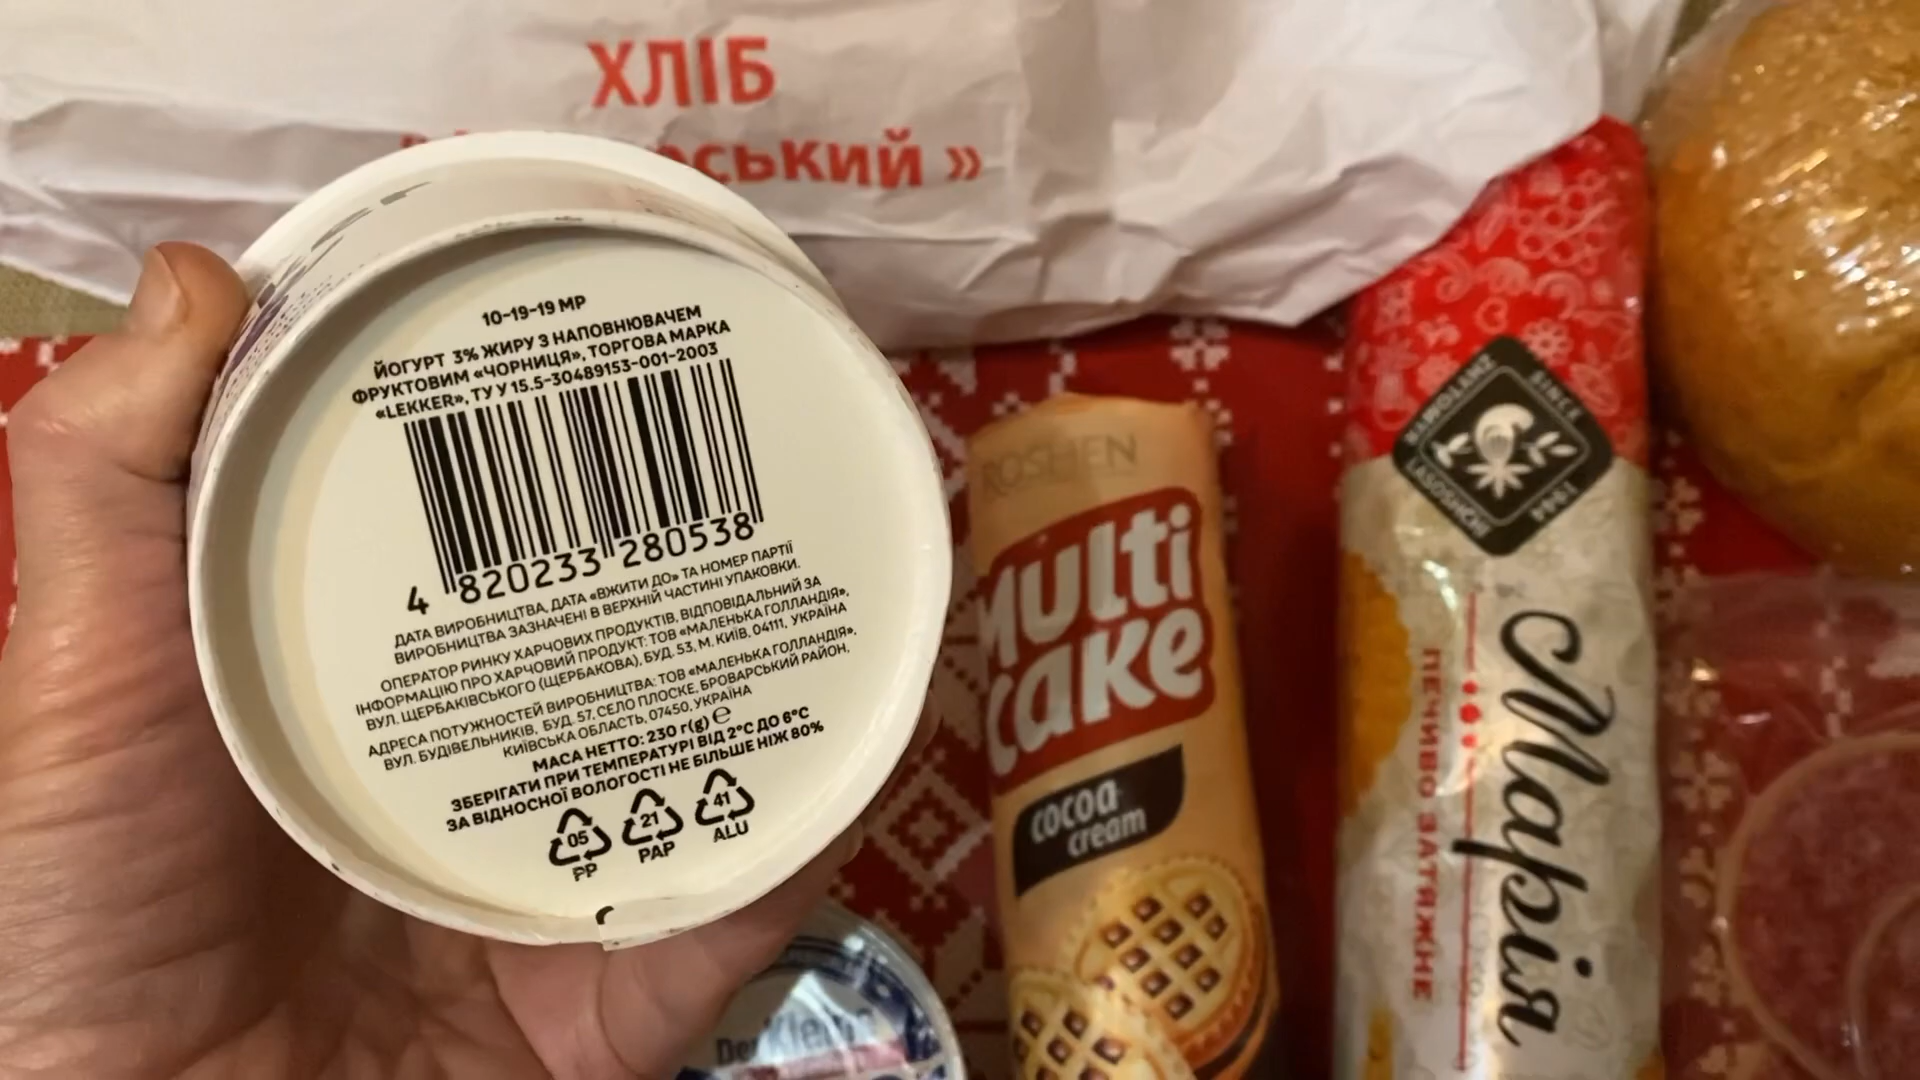 ХЛІБ
ський »
10-19-19 МР
ЙОГУРТ 3% ЖИРУ З НАПОВНЮВАЧЕМ
ФРУКТОВИМ «ЧОРНИЦЯ», ТОРГОВА МАРКА
«LEKKER», ТУ У 15.5-30489153-001-2003
4 820233 280538
ДАТА ВИРОБНИЦТВА, ДАТА «ВЖИТИ ДО» ТА НОМЕР ПАРТІЇ
ВИРОБНИЦТВА ЗАЗНАЧЕНІ В ВЕРХНІЙ ЧАСТИНІ УПАКОВКИ.
ОПЕРАТОР РИНКУ ХАРЧОВИХ ПРОДУКТІВ, ВІДПОВІДАЛЬНИЙ ЗА
ІНФОРМАЦІЮ ПРО ХАРЧОВИЙ ПРОДУКТ: ТОВ «МАЛЕНЬКА ГОЛЛАНДІЯ»,
ВУЛ. ЩЕРБАКІВСЬКОГО (ЩЕРБАКОВА), БУД. 53, М. КИЇВ, 04111, УКРАЇНА
АДРЕСА ПОТУЖНОСТЕЙ ВИРОБНИЦТВА: ТОВ «МАЛЕНЬКА ГОЛЛАНДІЯ»,
ВУЛ. БУДІВЕЛЬНИКІВ, БУД. 57, СЕЛО ПЛОСКЕ, БРОВАРСЬКИЙ РАЙОН,
КИЇВСЬКА ОБЛАСТЬ, 07450, УКРАЇНА
МАСА НЕТТО: 230 г(g) ℮
ЗБЕРІГАТИ ПРИ ТЕМПЕРАТУРІ ВІД 2°С ДО 6°С
ЗА ВІДНОСНОЇ ВОЛОГОСТІ НЕ БІЛЬШЕ НІЖ 80%
05 21 41
PP PAP ALU
ROSHEN
Multi
Cake
cocoa
cream
SINCE
1994
LASOSHCHI
Марія
ПЕЧИВО ЗАТЯЖНЕ